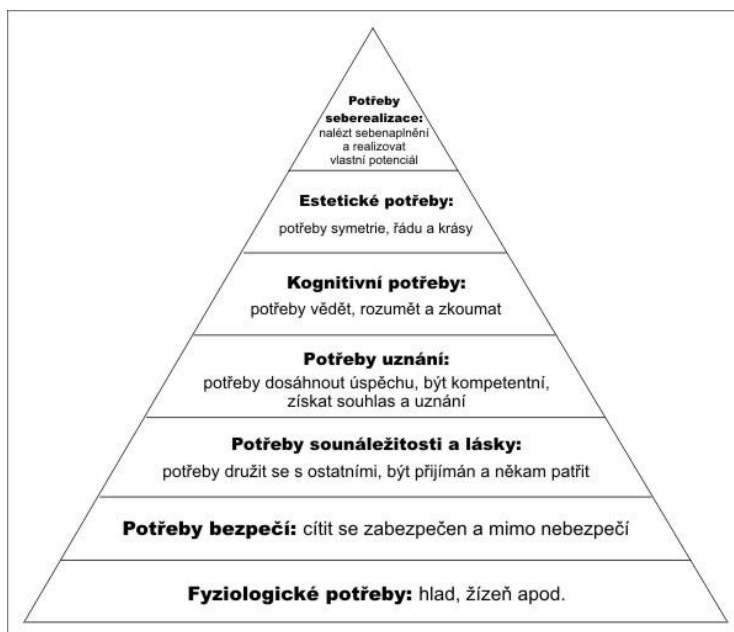 Potřeby
seberealizace:
nalézt sebenaplnění
a realizovat
vlastní potenciál
Estetické potřeby:
potřeby symetrie, řádu a krásy
Kognitivní potřeby:
potřeby vědět, rozumět a zkoumat
Potřeby uznání:
potřeby dosáhnout úspěchu, být kompetentní,
získat souhlas a uznání
Potřeby sounáležitosti a lásky:
potřeby družit se s ostatními, být přijímán a někam patřit
Potřeby bezpečí: cítit se zabezpečen a mimo nebezpečí
Fyziologické potřeby: hlad, žízeň apod.